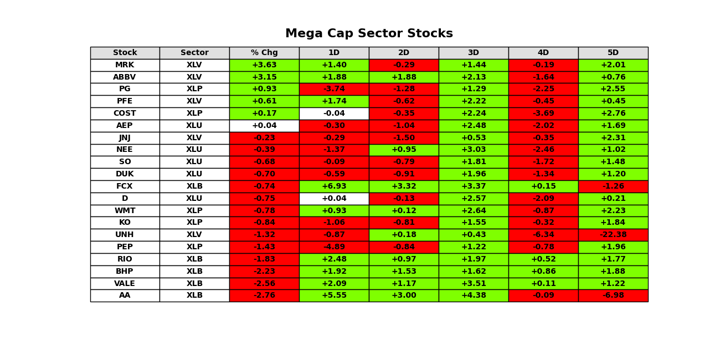 Mega Cap Sector Stocks
Stock Sector % Chg 1D 2D 3D 4D 5D
MRK XLV +3.63 +1.40 -0.29 +1.44 -0.19 +2.01
ABBV XLV +3.15 +1.88 +1.88 +2.13 -1.64 +0.76
PG XLP +0.93 -3.74 -1.28 +1.29 -2.25 +2.55
PFE XLV +0.61 +1.74 -0.62 +2.22 -0.45 +0.45
COST XLP +0.17 -0.04 -0.35 +2.24 -3.69 +2.76
AEP XLU +0.04 -0.30 -1.04 +2.48 -2.02 +1.69
JNJ XLV -0.23 -0.29 -1.50 +0.53 -0.35 +2.31
NEE XLU -0.39 -1.37 +0.95 +3.03 -2.46 +1.02
SO XLU -0.68 -0.09 -0.79 +1.81 -1.72 +1.48
DUK XLU -0.70 -0.59 -0.91 +1.96 -1.34 +1.20
FCX XLB -0.74 +6.93 +3.32 +3.37 +0.15 -1.26
D XLU -0.75 +0.04 -0.13 +2.57 -2.09 +0.21
WMT XLP -0.78 +0.93 +0.12 +2.64 -0.87 +2.23
KO XLP -0.84 -1.06 -0.81 +1.55 -0.32 +1.84
UNH XLV -1.32 -0.87 +0.18 +0.43 -6.34 -22.38
PEP XLP -1.43 -4.89 -0.84 +1.22 -0.78 +1.96
RIO XLB -1.83 +2.48 +0.97 +1.97 +0.52 +1.77
BHP XLB -2.23 +1.92 +1.53 +1.62 +0.86 +1.88
VALE XLB -2.56 +2.09 +1.17 +3.51 +0.11 +1.22
AA XLB -2.76 +5.55 +3.00 +4.38 -0.09 -6.98